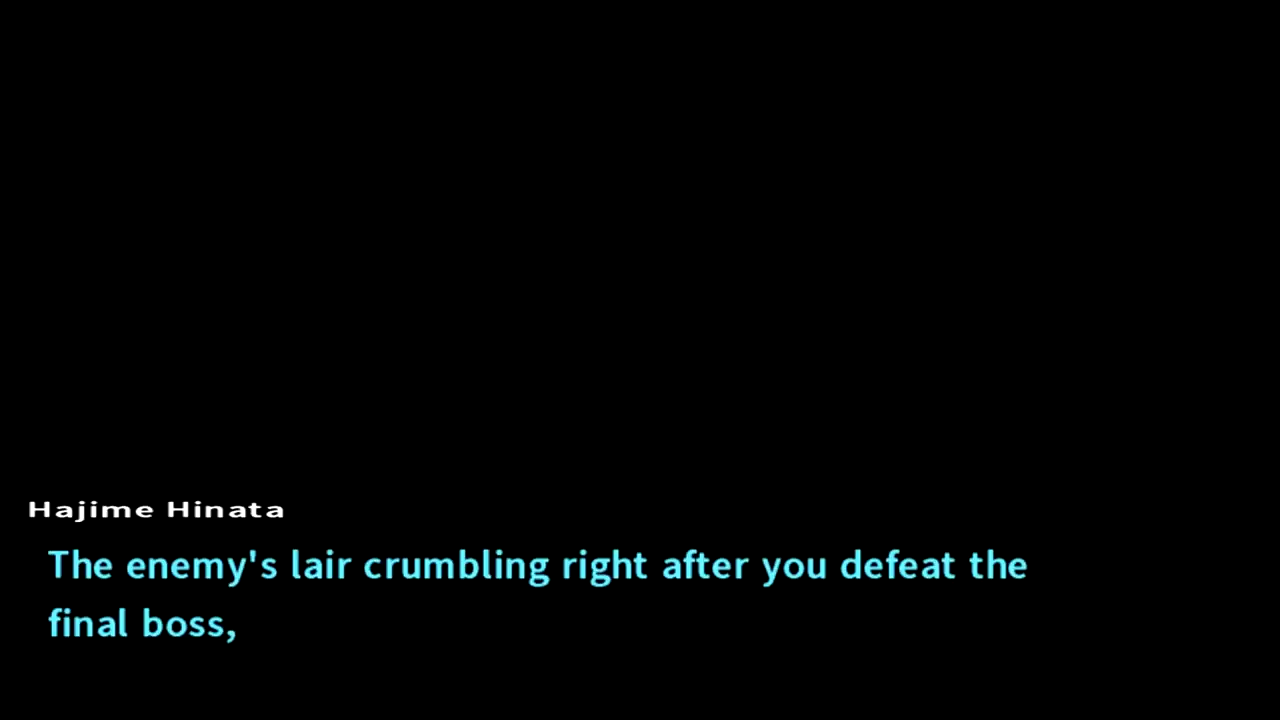 Hajime Hinata
The enemy's lair crumbling right after you defeat the
final boss,